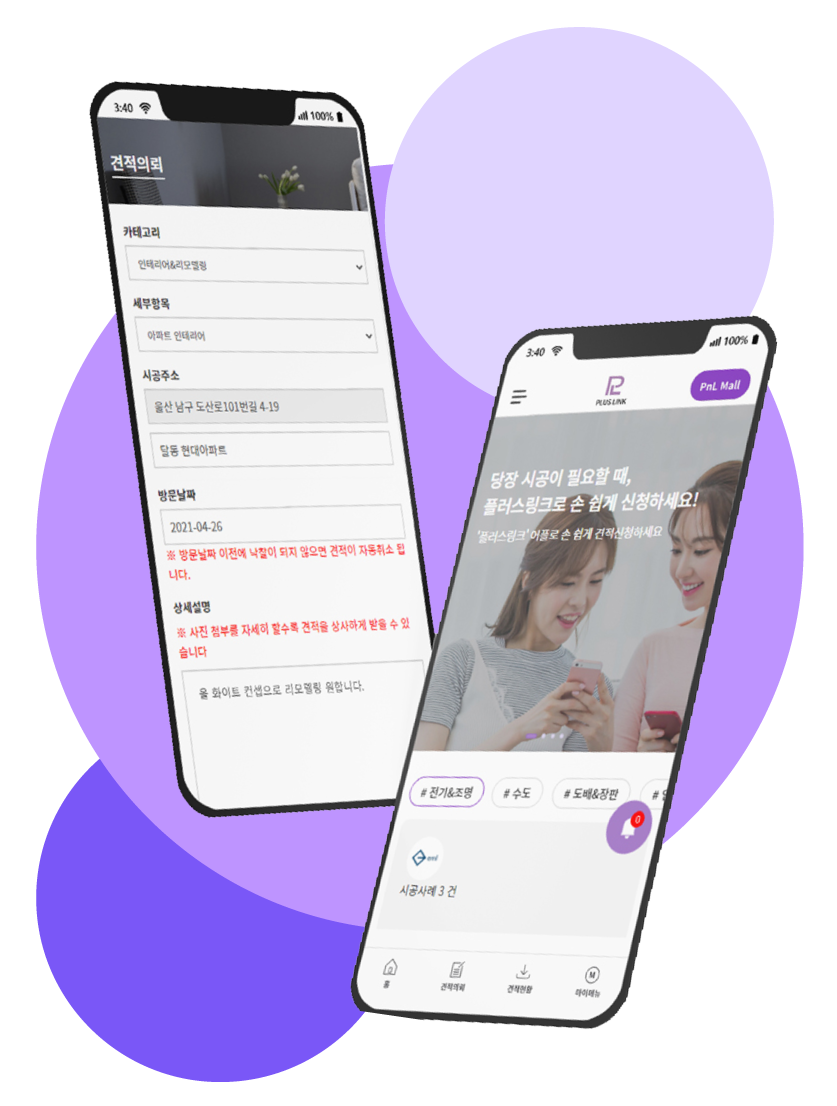 3:40
100%
견적의뢰
카테고리
인테리어&리모델링
세부항목
아파트 인테리어
시공주소
울산 남구 도산로101번길 4-19
달동 현대아파트
방문날짜
2021-04-26
※ 방문날짜 이전에 낙찰이 되지 않으면 견적이 자동취소 됩
니다.
상세설명
※ 사진 첨부를 자세히 할수록 견적을 상사하게 받을 수 있
습니다
올 화이트 컨셉으로 리모델링 원합니다.
3:40
100%
PLUS LINK
PnL Mall
당장 시공이 필요할 때,
플러스링크로 손 쉽게 신청하세요!
'플러스링크' 어플로 손 쉽게 견적신청하세요
# 전기&조명
# 수도
# 도배&장판
#
0
시공사례 3 건
홈
견적의뢰
견적현황
M
마이메뉴